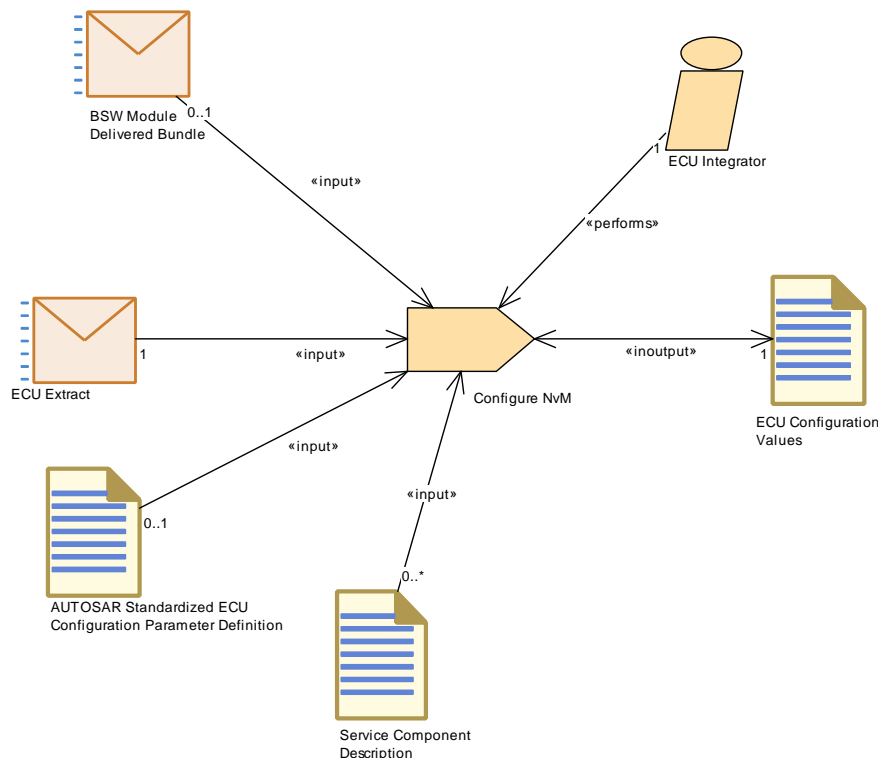 0..1
BSW Module
Delivered Bundle
1
ECU Integrator
«input»
«performs»
1
«input»
«inoutput»
1
ECU Extract
Configure NvM
ECU Configuration
Values
«input»
«input»
0..1
0..*
AUTOSAR Standardized ECU
Configuration Parameter Definition
Service Component
Description